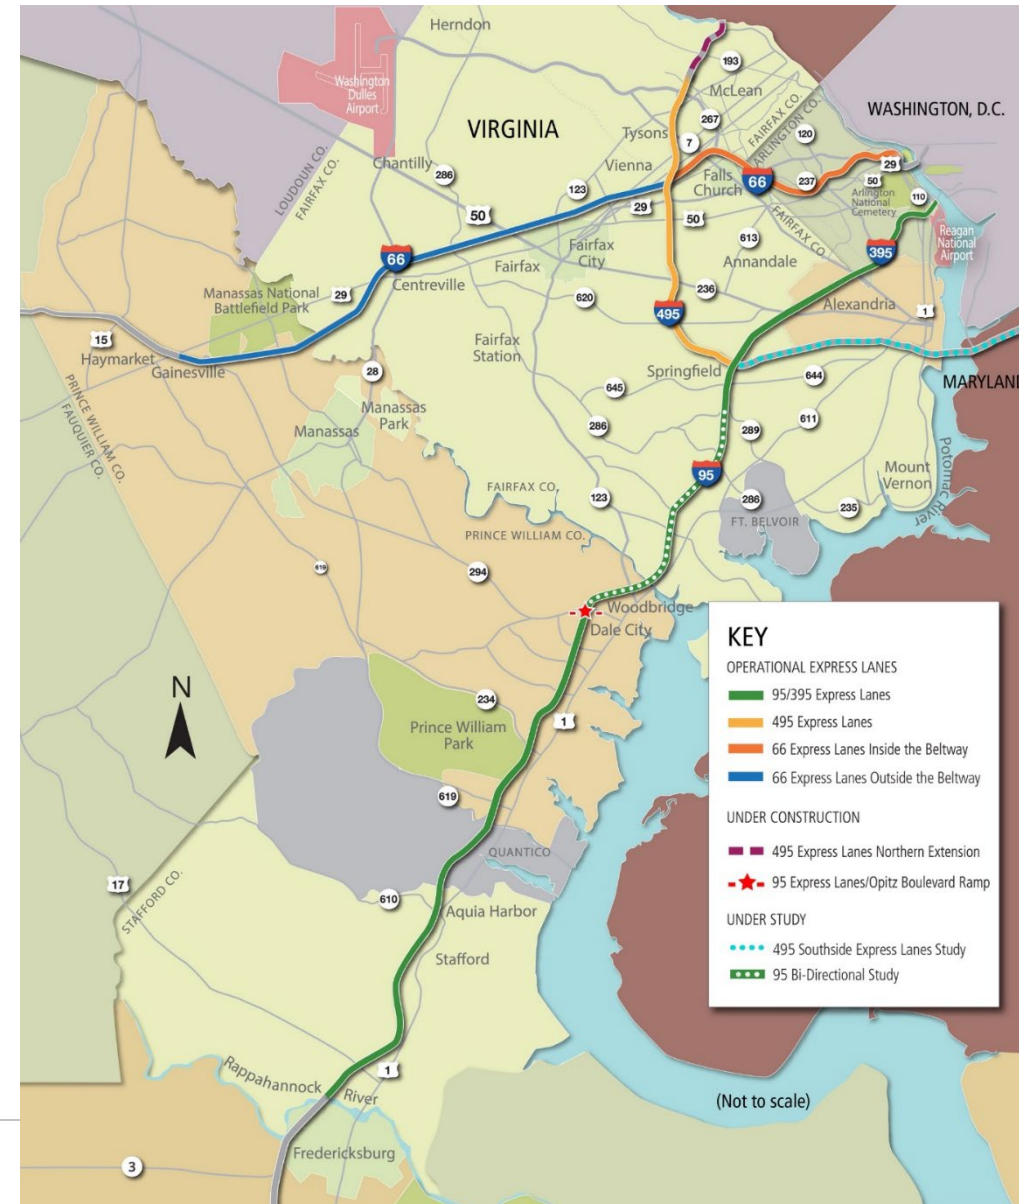 Herndon
193
Washington
Dulles
Airport
McLean
WASHINGTON, D.C.
VIRGINIA
267
Tysons
FAIRFAX CO.
ARLINGTON CO.
120
7
LOUDOUN CO.
FAIRFAX CO.
Chantilly
286
Vienna
123
Falls
Church
66
237
29
50
Arlington
National
Cemetery
110
29
50
50
FAIRFAX CO.
Reagan
National
Airport
613
Annandale
395
66
Fairfax
City
Fairfax
Centreville
29
Manassas National
Battlefield Park
236
620
495
Alexandria
1
15
Haymarket
Gainesville
Fairfax
Station
Springfield
28
645
644
MARYLAND
PRINCE WILLIAM CO.
FAUQUIER CO.
Manassas
Park
Manassas
286
289
611
95
Mount
Vernon
Potomac River
FAIRFAX CO.
123
286
235
FT. BELVOIR
PRINCE WILLIAM CO.
619
294
Woodbridge
Dale City
N
234
1
Prince William
Park
619
QUANTICO
17
STAFFORD CO.
610
Aquia Harbor
Stafford
1
Rappahannock
River
Fredericksburg
3
KEY
OPERATIONAL EXPRESS LANES
95/395 Express Lanes
495 Express Lanes
66 Express Lanes Inside the Beltway
66 Express Lanes Outside the Beltway
UNDER CONSTRUCTION
495 Express Lanes Northern Extension
95 Express Lanes/Opitz Boulevard Ramp
UNDER STUDY
495 Southside Express Lanes Study
95 Bi-Directional Study
(Not to scale)